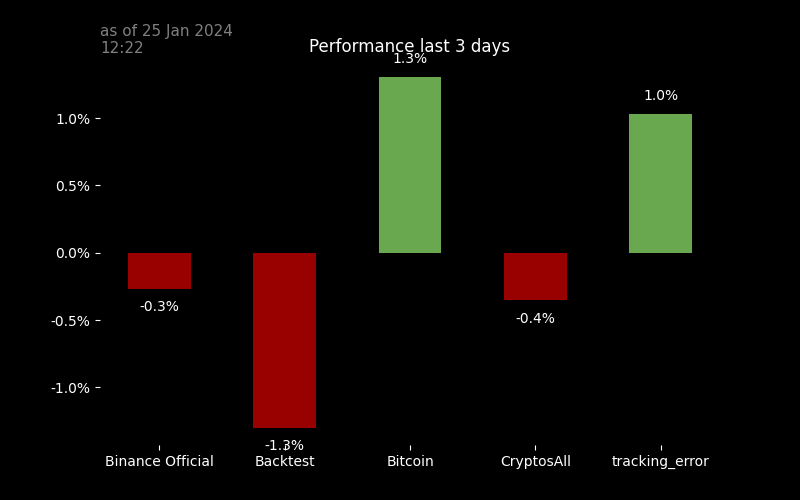 as of 25 Jan 2024
12:22
Performance last 3 days
1.3%
1.0%
1.0%
0.5%
0.0%
-0.3%
-0.5%
-0.4%
-1.0%
-1.3%
Binance Official
Backtest
Bitcoin
CryptosAll
tracking_error